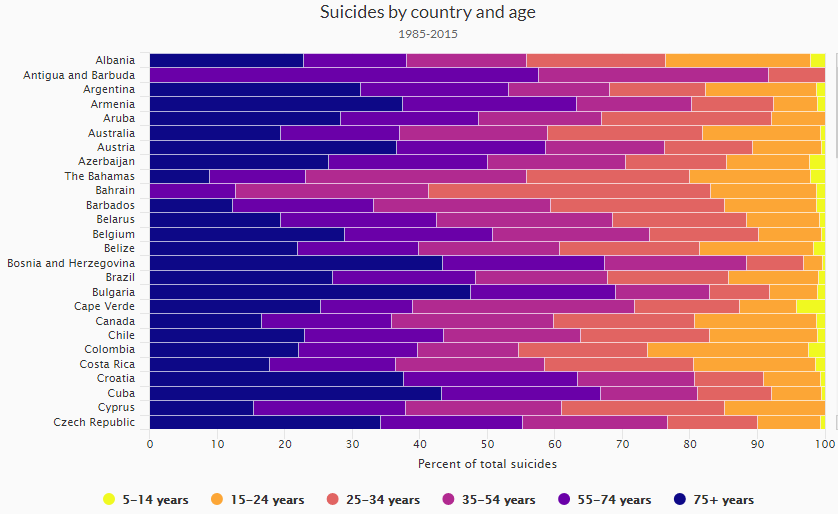 Suicides by country and age
1985-2015
Albania
Antigua and Barbuda
Argentina
Armenia
Aruba
Australia
Austria
Azerbaijan
The Bahamas
Bahrain
Barbados
Belarus
Belgium
Belize
Bosnia and Herzegovina
Brazil
Bulgaria
Cape Verde
Canada
Chile
Colombia
Costa Rica
Croatia
Cuba
Cyprus
Czech Republic
0 10 20 30 40 50 60 70 80 90 100
Percent of total suicides
5-14 years 15-24 years 25-34 years 35-54 years 55-74 years 75+ years